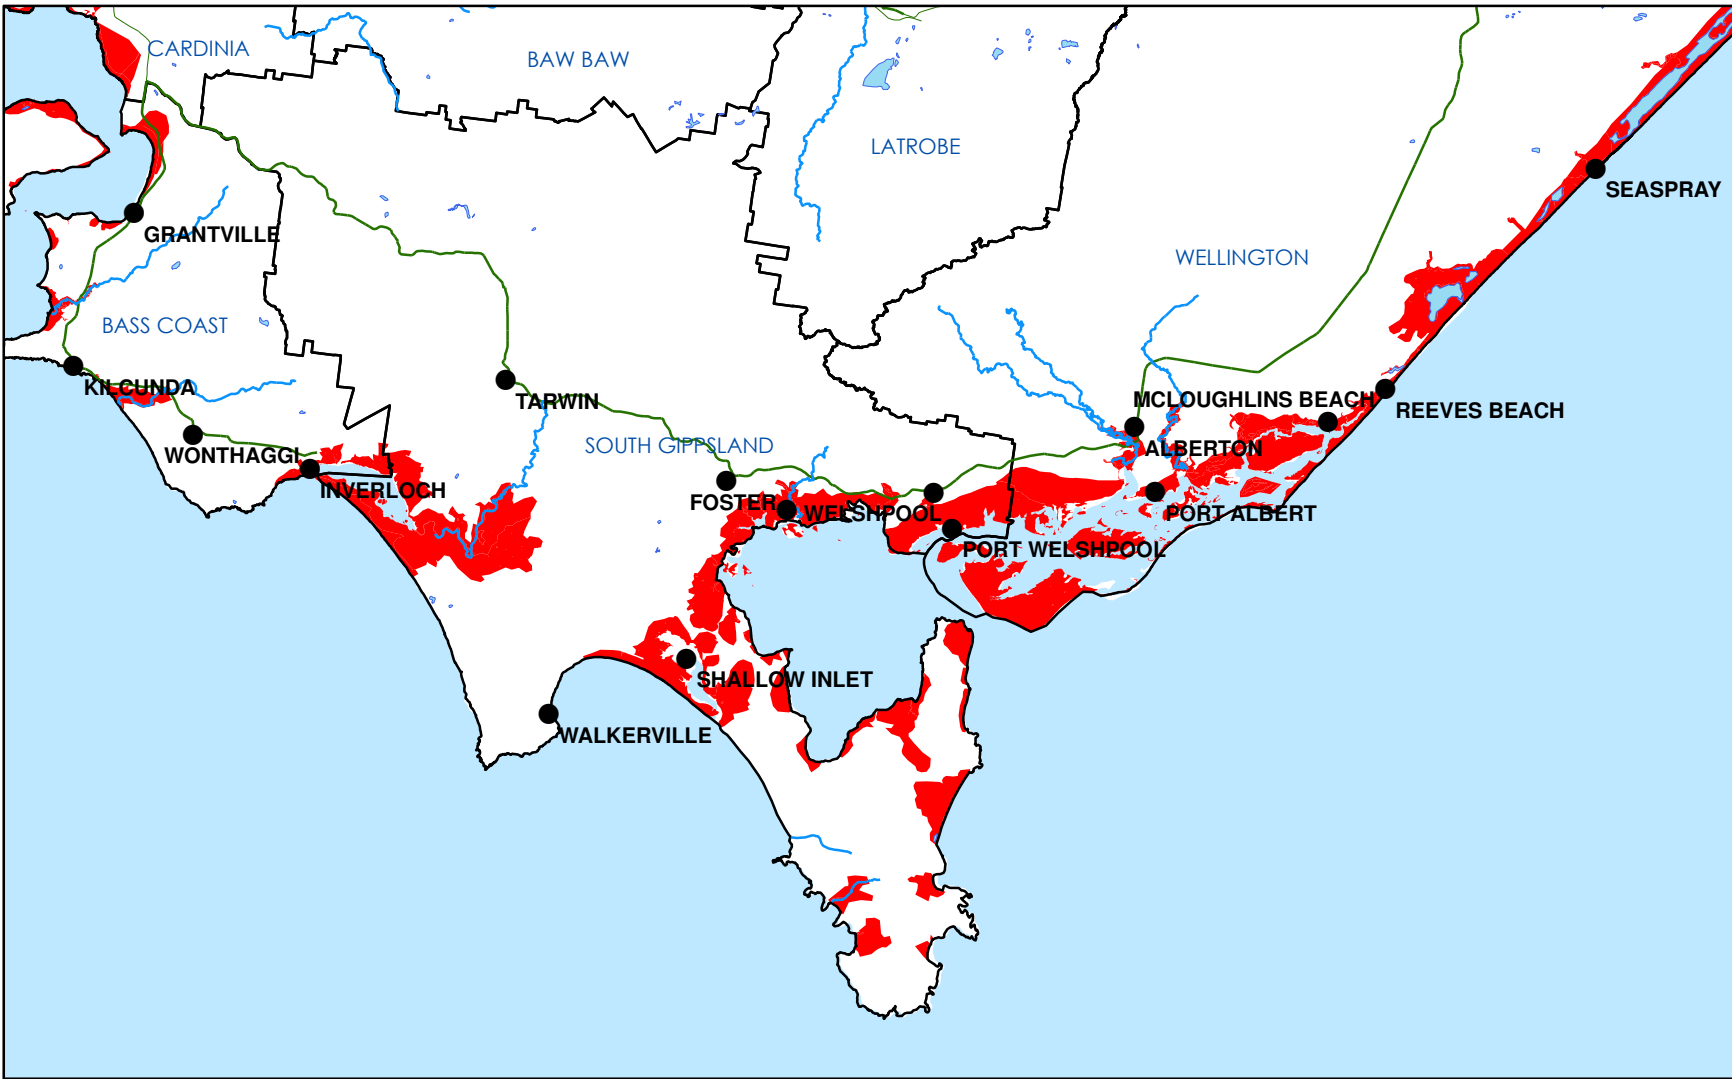 CARDINIA
BAW BAW
LATROBE
SEASPRAY
GRANTVILLE
WELLINGTON
BASS COAST
KILCUNDA
TARWIN
MCLOUGHLINS BEACH
REEVES BEACH
SOUTH GIPPSLAND
WONTHAGGI
ALBERTON
INVERLOCH
FOSTER
WELSHPOOL
PORT ALBERT
PORT WELSHPOOL
SHALLOW INLET
WALKERVILLE